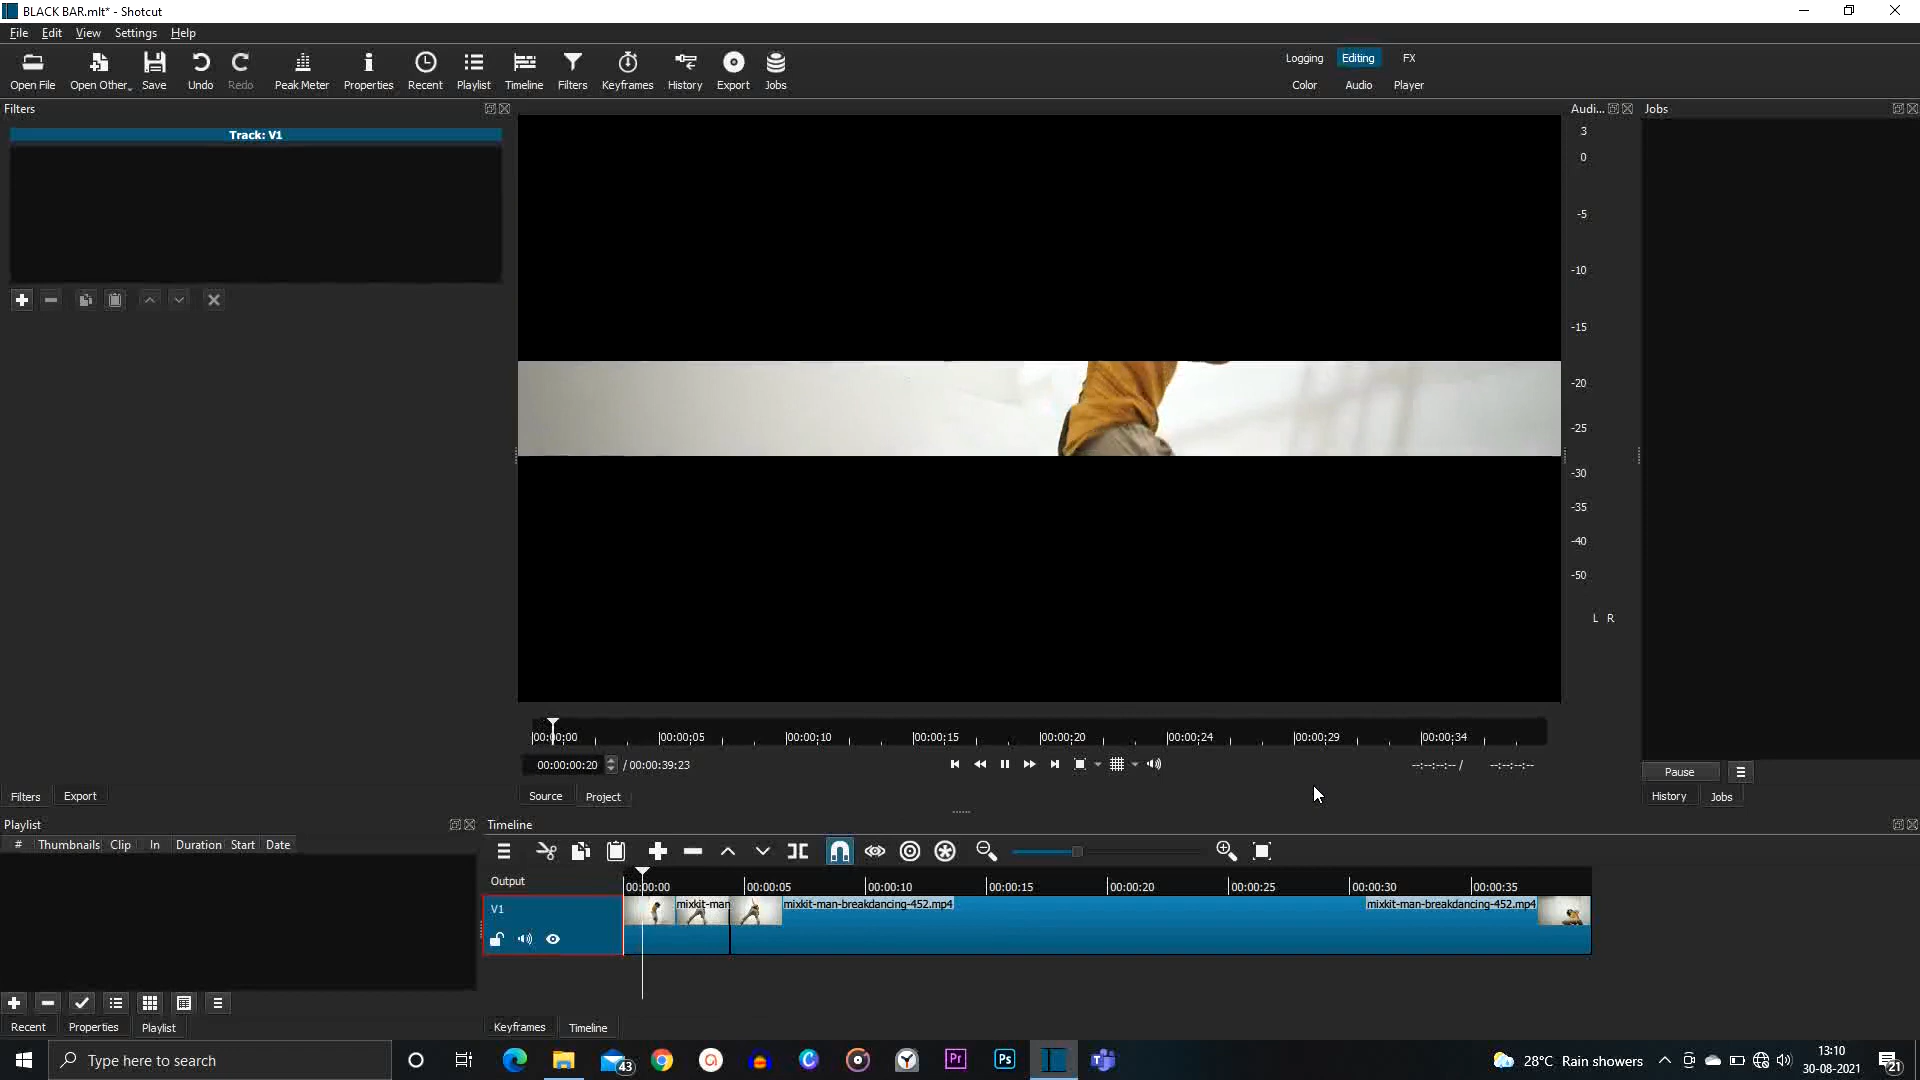 BLACK BAR.mlt* - Shotcut
File Edit View Settings Help
Open File Open Other Save Undo Redo Peak Meter Properties Recent Playlist Timeline Filters Keyframes History Export Jobs
Logging Editing FX
Color Audio Player
Filters
Track: V1
Audi...
Jobs
3
0
-5
-10
-15
-20
-25
-30
-35
-40
-50
L R
00:00:00 00:00:05 00:00:10 00:00:15 00:00:20 00:00:24 00:00:29 00:00:34
00:00:00:20 / 00:00:39:23
--:--:--:-- / --:--:--:--
Pause
Filters Export
Source Project
History Jobs
Playlist
# Thumbnails Clip In Duration Start Date
Timeline
Output
00:00:00 00:00:05 00:00:10 00:00:15 00:00:20 00:00:25 00:00:30 00:00:35
V1
mixkit-man
mixkit-man-breakdancing-452.mp4
mixkit-man-breakdancing-452.mp4
Recent Properties Playlist
Keyframes Timeline
Type here to search
43
Pr
Ps
28°C Rain showers
13:10
30-08-2021
21